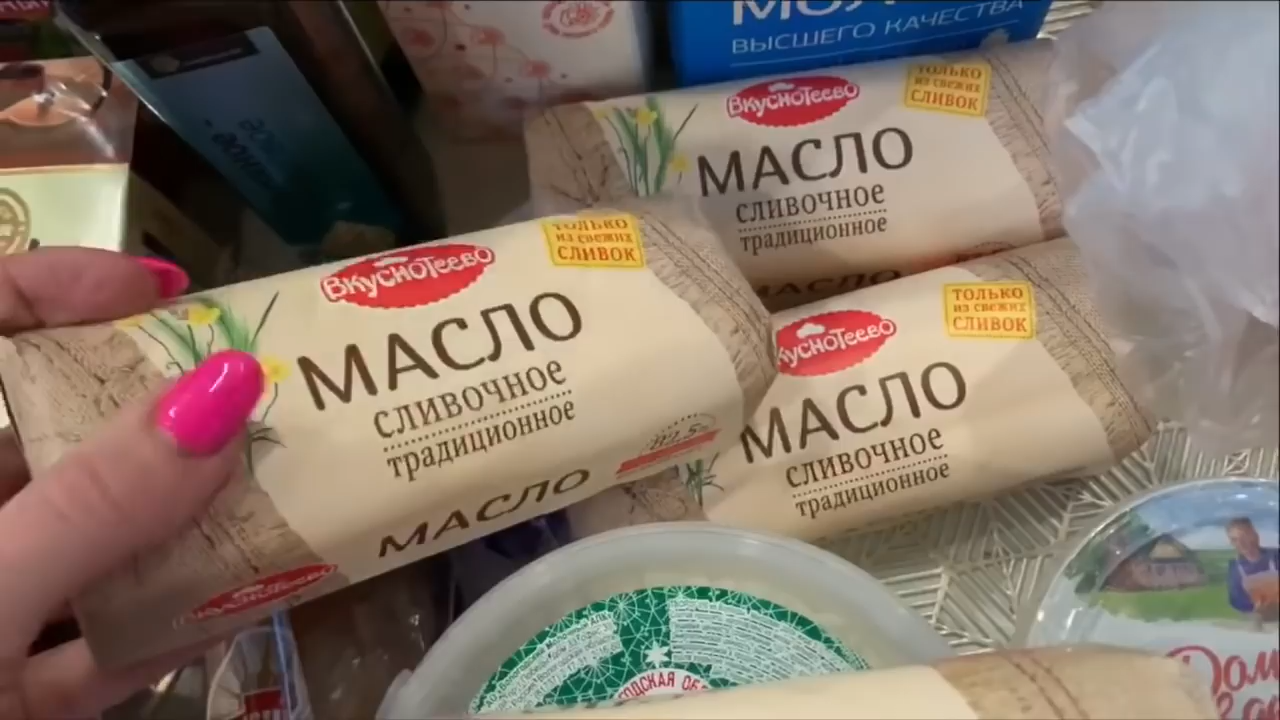 ВЫСШЕГО КАЧЕСТВА
ВКУСНОТЕЕВО
ТОЛЬКО
ИЗ СВЕЖИХ
СЛИВОК
МАСЛО
СЛИВОЧНОЕ
традиционное
МАСЛО
ВКУСНОТЕЕВО
ТОЛЬКО
ИЗ СВЕЖИХ
СЛИВОК
МАСЛО
СЛИВОЧНОЕ
традиционное
МАСЛО
ВКУСНОТЕЕВО
ТОЛЬКО
ИЗ СВЕЖИХ
СЛИВОК
МАСЛО
СЛИВОЧНОЕ
традиционное